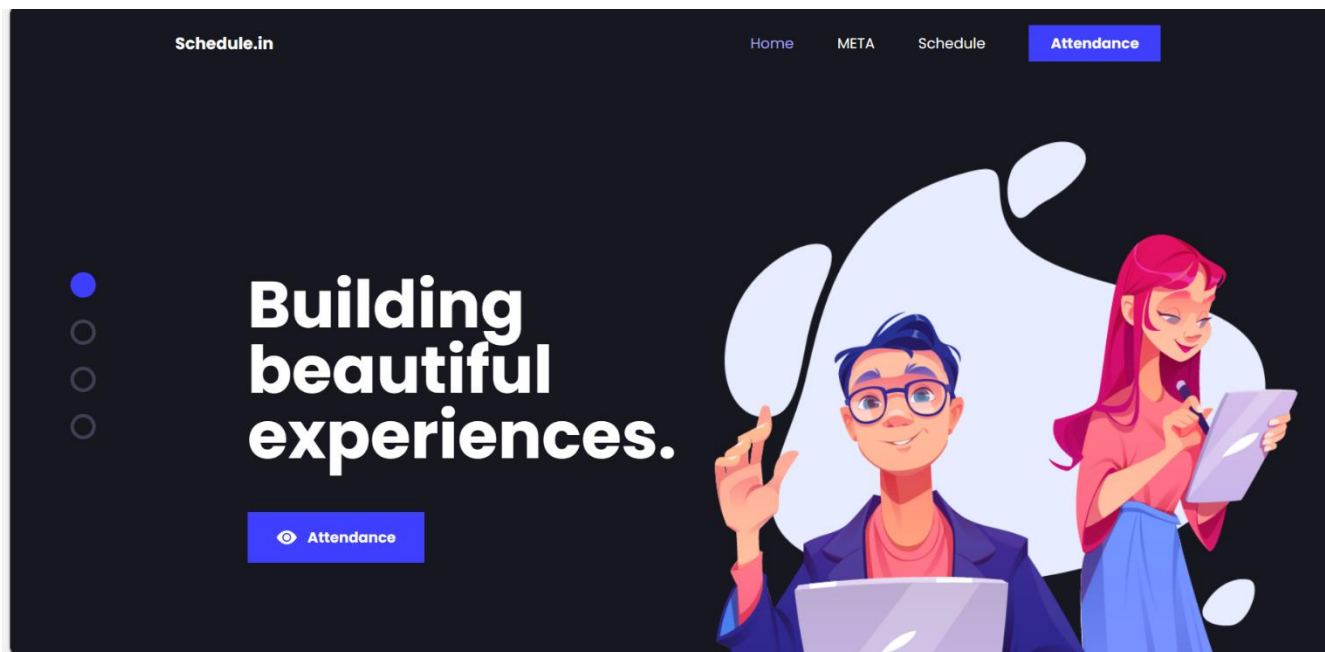 Schedule.in
Home META Schedule Attendance
Building
beautiful
experiences.
Attendance